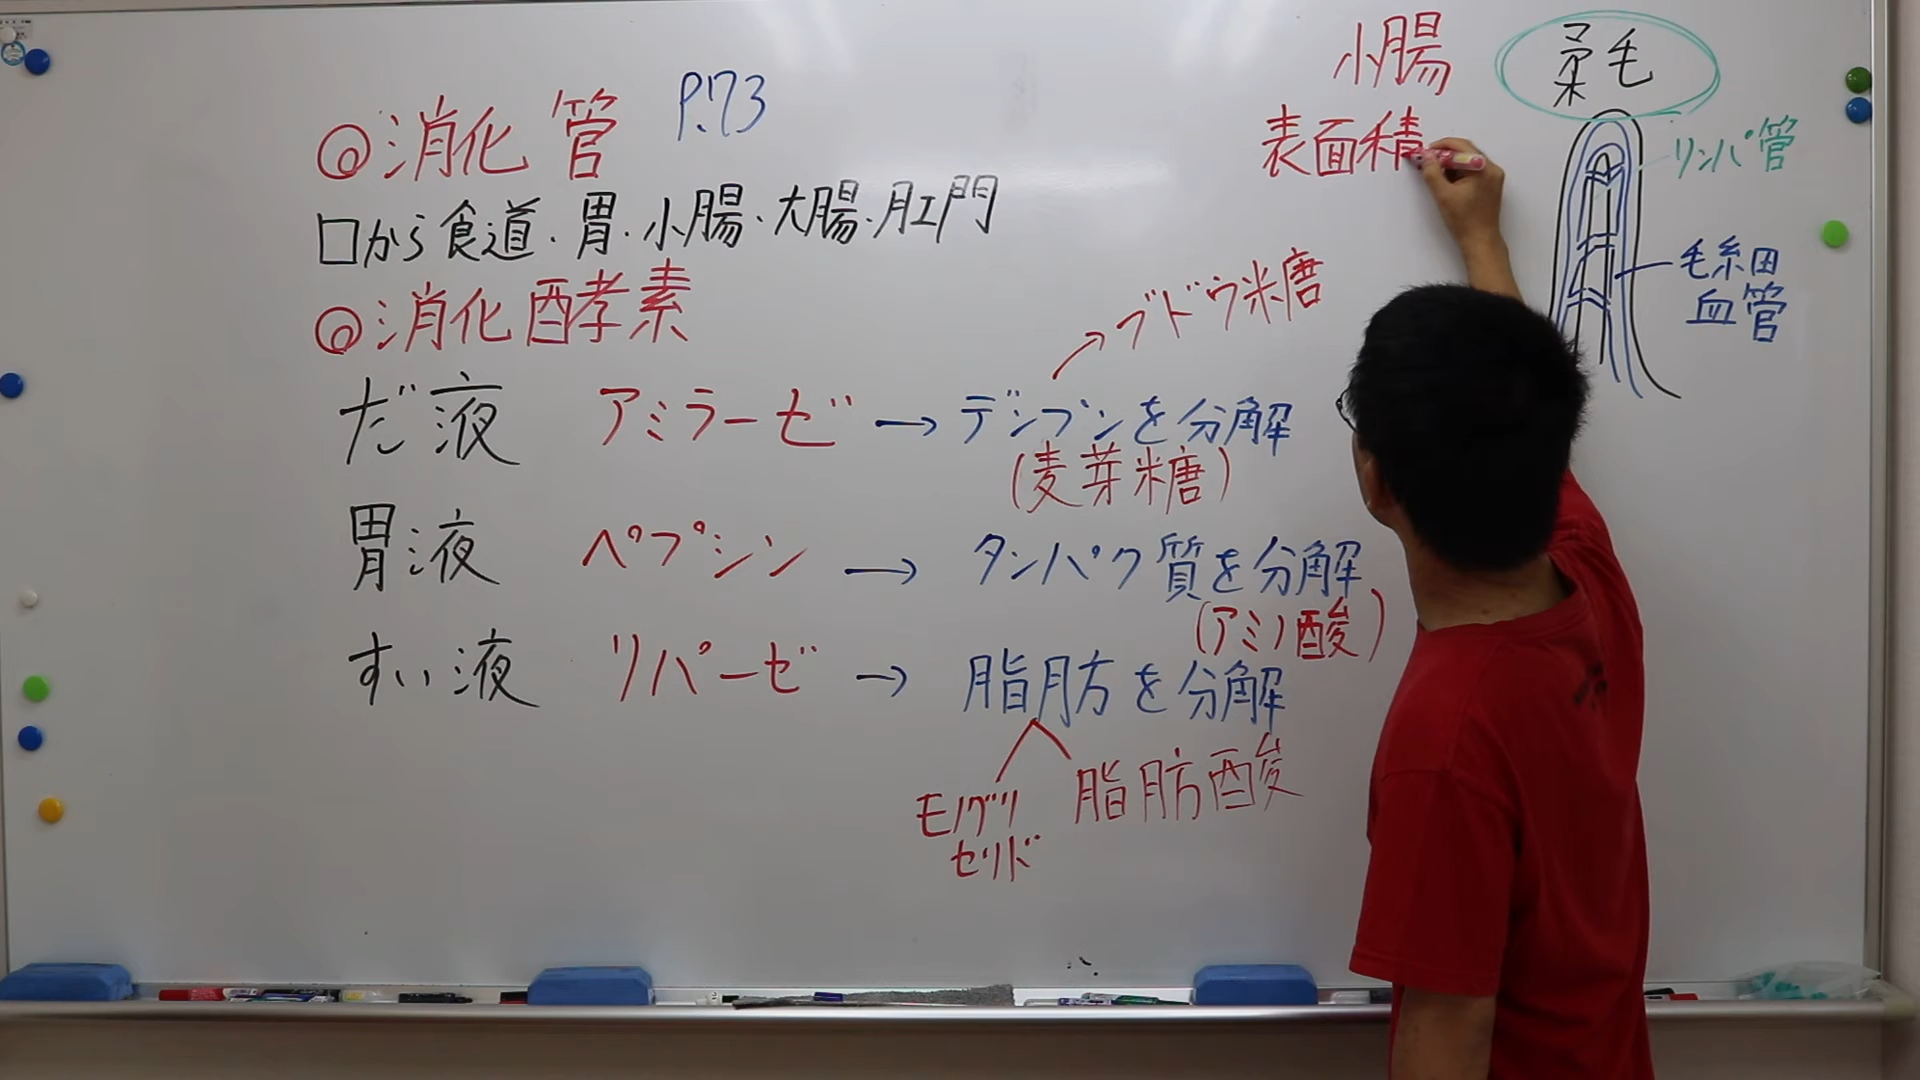 ◎消化管 P.73
口から食道・胃・小腸・大腸・肛門
◎消化酵素
だ液 アミラーゼ → デンプンを分解
→ブドウ糖
(麦芽糖)
胃液 ペプシン → タンパク質を分解
(アミノ酸)
すい液 リパーゼ → 脂肪を分解
モノグリ
セリド
脂肪酸
小腸
表面積
柔毛
リンパ管
毛細
血管